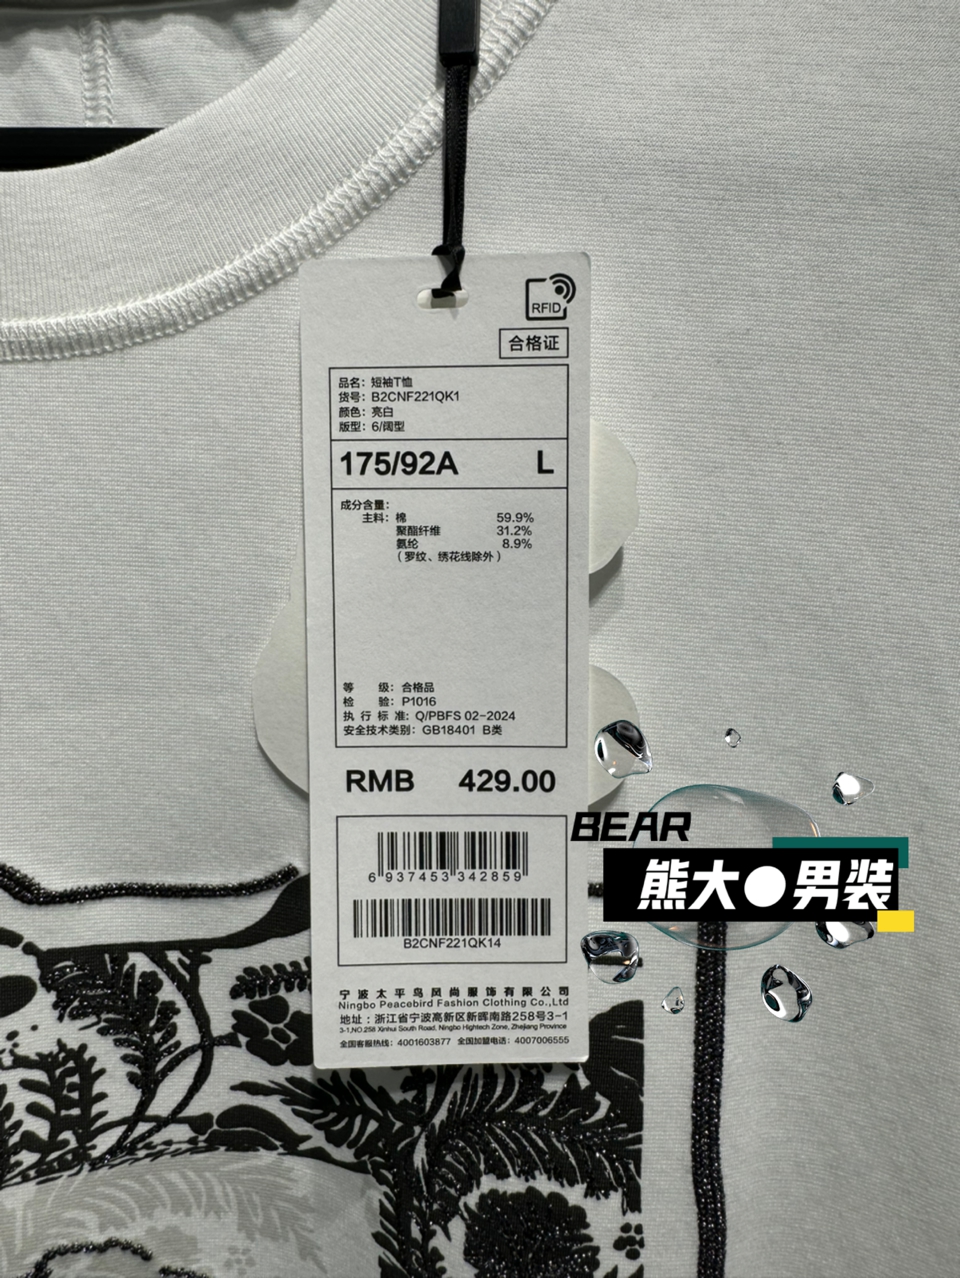 RFID
合格证
品名：短袖T恤
货号：B2CNF221QK1
颜色：亮白
版型：6/阔型
175/92A L
成分含量：
主料：棉 59.9%
聚酯纤维 31.2%
氨纶 8.9%
（罗纹、绣花线除外）
等 级：合格品
检 验：P1016
执 行 标 准：Q/PBFS 02-2024
安全技术类别：GB18401 B类
RMB 429.00
6 937453 342859
B2CNF221QK14
宁波太平鸟风尚服饰有限公司
Ningbo Peacebird Fashion Clothing Co.,Ltd
地址：浙江省宁波高新区新晖南路258号3-1
3-1,NO.258 Xinhui South Road, Ningbo Hightech Zone, Zhejiang Province
全国客服热线：4001603877 全国加盟电话：4007006555
BEAR
熊大●男装